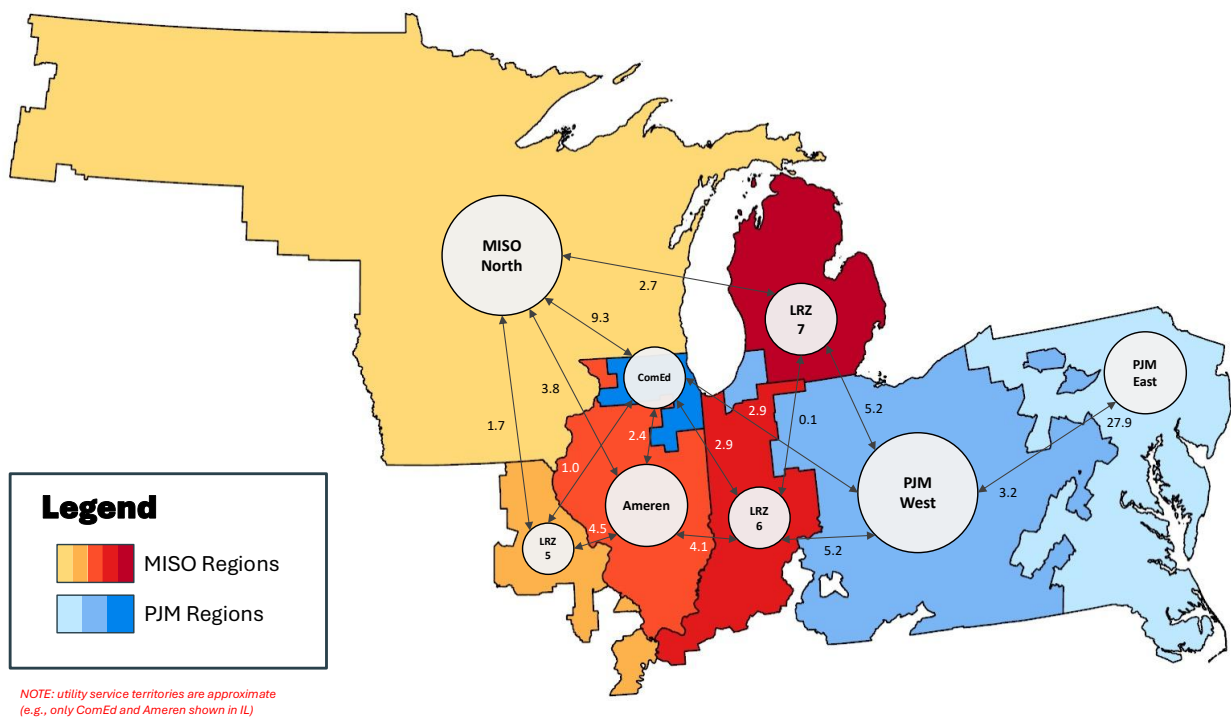 MISO
North
2.7
LRZ
7
9.3
PJM
East
ComEd
3.8
2.9
0.1
5.2
27.9
1.7
2.4
2.9
1.0
PJM
West
3.2
Legend
MISO Regions
PJM Regions
Ameren
LRZ
6
4.5
LRZ
5
4.1
5.2
NOTE: utility service territories are approximate
(e.g., only ComEd and Ameren shown in IL)